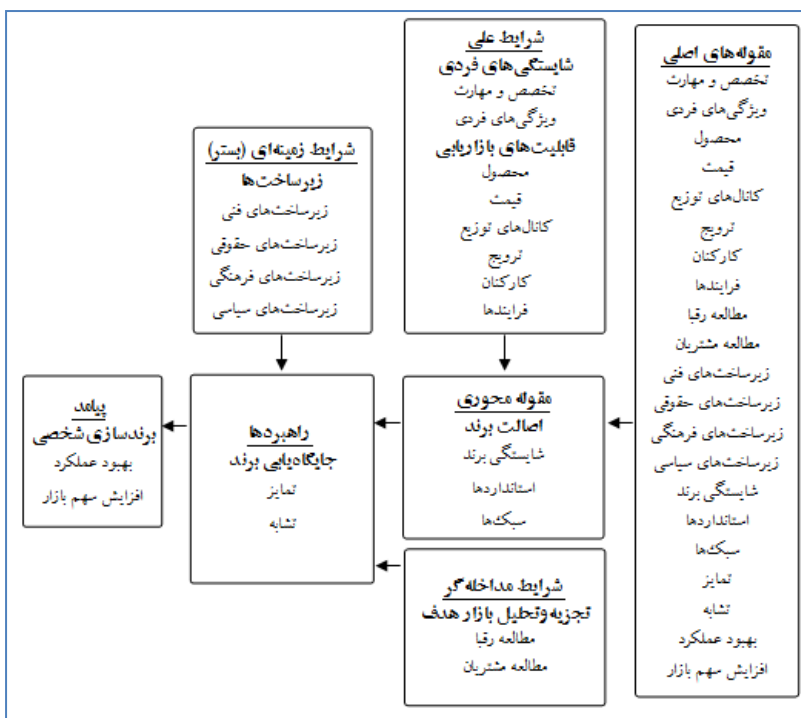 مقوله‌های اصلی
تخصص و مهارت
ویژگی‌های فردی
محصول
قیمت
کانال‌های توزیع
ترویج
کارکنان
فرایندها
مطالعه رقبا
مطالعه مشتریان
زیرساخت‌های فنی
زیرساخت‌های حقوقی
زیرساخت‌های فرهنگی
زیرساخت‌های سیاسی
شایستگی برند
استانداردها
سبک‌ها
تمایز
تشابه
بهبود عملکرد
افزایش سهم بازار
شرایط علی
شایستگی‌های فردی
تخصص و مهارت
ویژگی‌های فردی
قابلیت‌های بازاریابی
محصول
قیمت
کانال‌های توزیع
ترویج
کارکنان
فرایندها
مقوله محوری
اصالت برند
شایستگی برند
استانداردها
سبک‌ها
شرایط مداخله‌گر
تجزیه‌وتحلیل بازار هدف
مطالعه رقبا
مطالعه مشتریان
شرایط زمینه‌ای (بستر)
زیرساخت‌ها
زیرساخت‌های فنی
زیرساخت‌های حقوقی
زیرساخت‌های فرهنگی
زیرساخت‌های سیاسی
راهبردها
جایگاه‌یابی برند
تمایز
تشابه
پیامد
برندسازی شخصی
بهبود عملکرد
افزایش سهم بازار